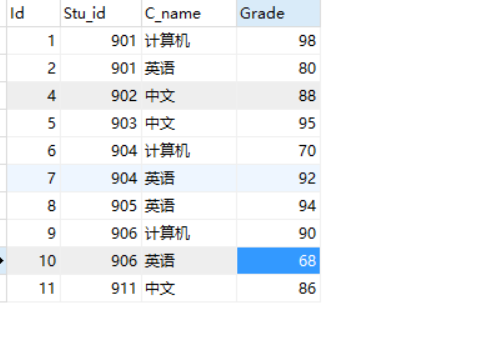 Id Stu_id C_name Grade
1 901 计算机 98
2 901 英语 80
4 902 中文 88
5 903 中文 95
6 904 计算机 70
7 904 英语 92
8 905 英语 94
9 906 计算机 90
10 906 英语 68
11 911 中文 86